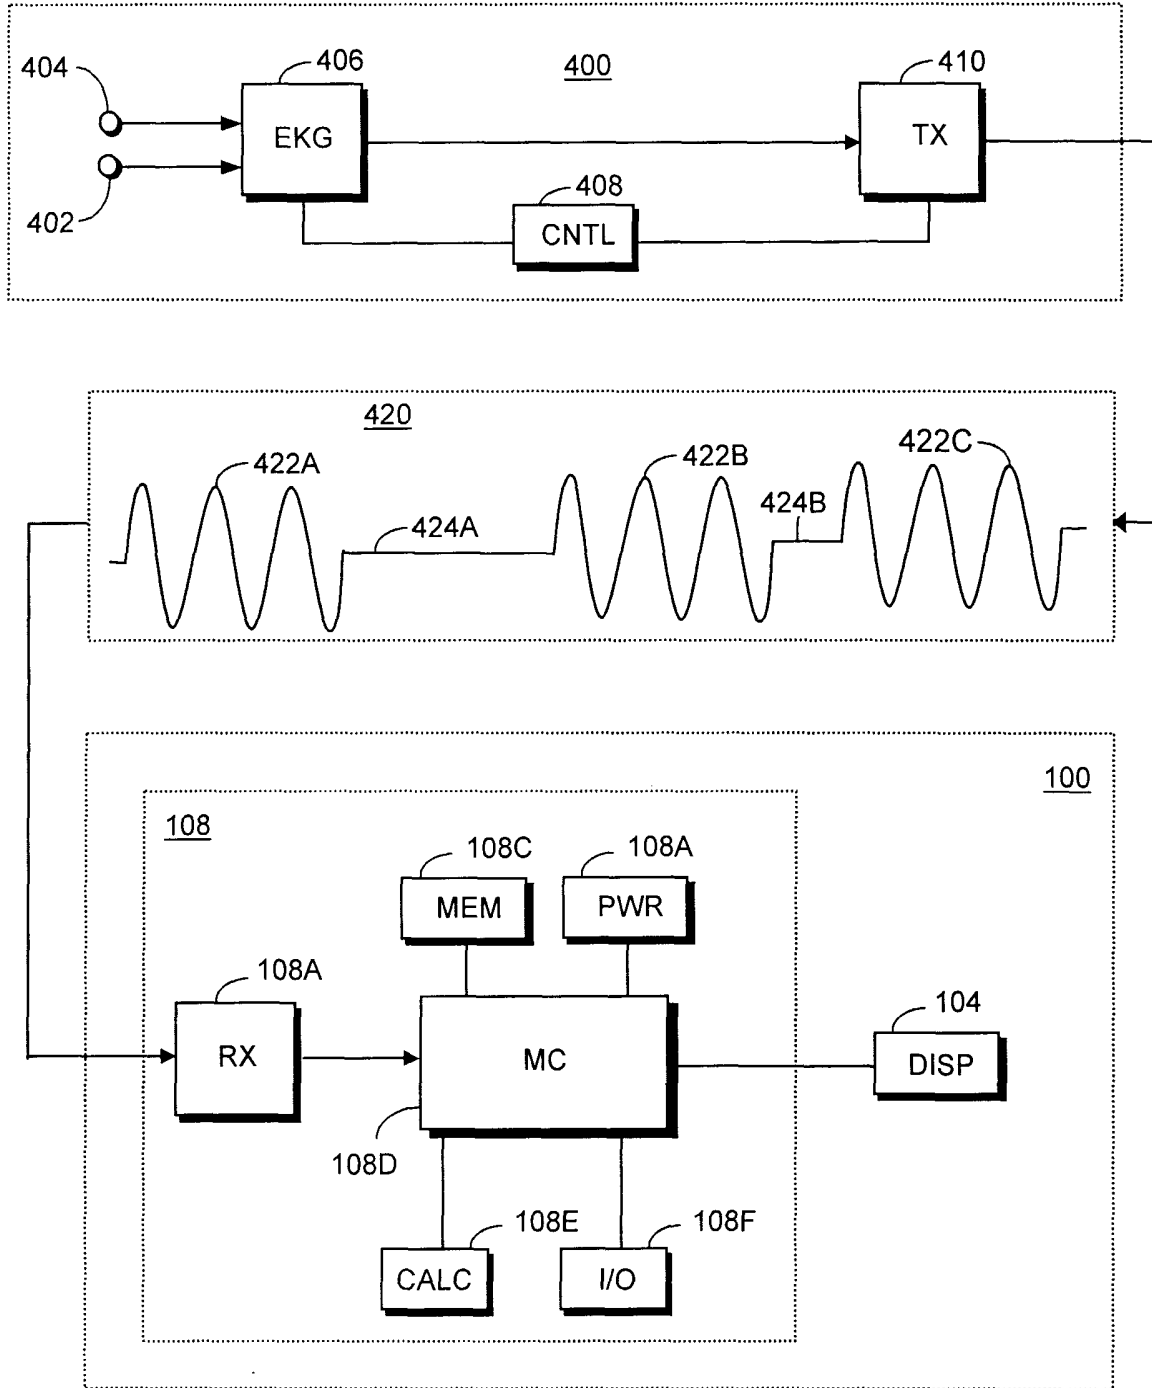 404
406
400
410
EKG
TX
402
408
CNTL
420
422A
422B
422C
424A
424B
100
108
108C
108A
MEM
PWR
108A
104
RX
MC
DISP
108D
108E
108F
CALC
I/O